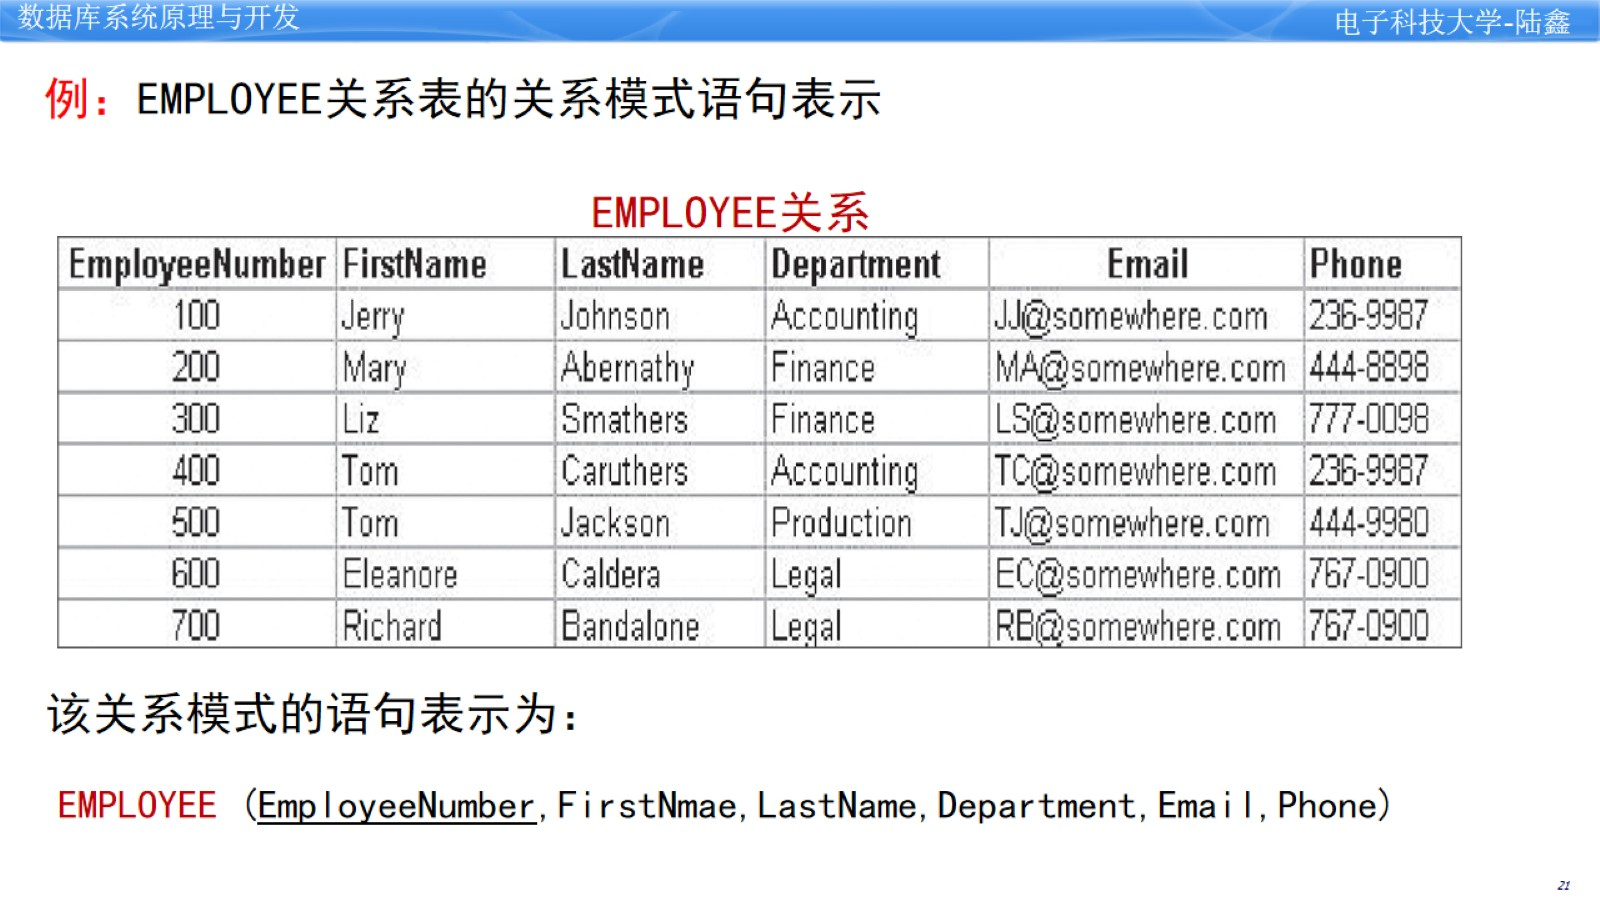 数据库系统原理与开发
电子科技大学-陆鑫
例：EMPLOYEE关系表的关系模式语句表示
EMPLOYEE关系
EmployeeNumber FirstName LastName Department Email Phone
100 Jerry Johnson Accounting JJ@somewhere.com 236-9987
200 Mary Abernathy Finance MA@somewhere.com 444-8898
300 Liz Smathers Finance LS@somewhere.com 777-0098
400 Tom Caruthers Accounting TC@somewhere.com 236-9987
500 Tom Jackson Production TJ@somewhere.com 444-9980
600 Eleanore Caldera Legal EC@somewhere.com 767-0900
700 Richard Bandalone Legal RB@somewhere.com 767-0900
该关系模式的语句表示为：
EMPLOYEE (EmployeeNumber,FirstNmae,LastName,Department,Email,Phone)
21